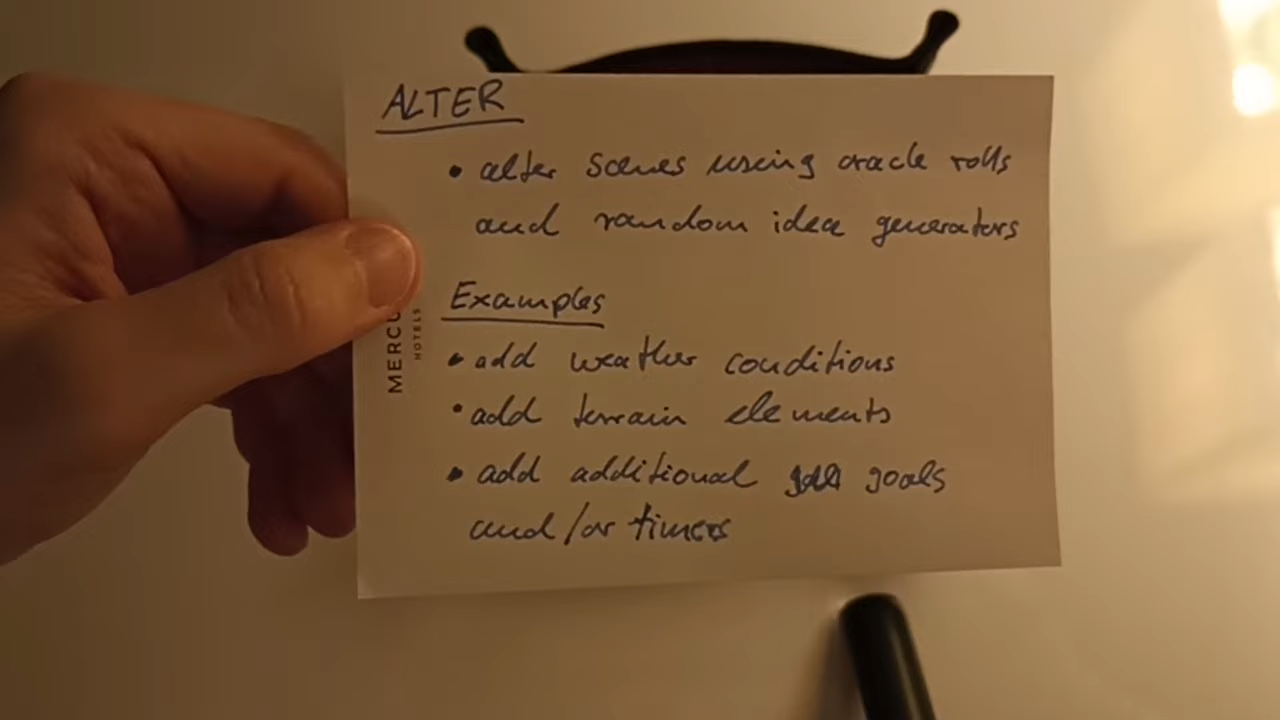 ALTER
• alter scenes using oracle rolls
and random idea generators
Examples
• add weather conditions
• add terrain elements
• add additional goals
and/or timers
MERCU
HOTELS